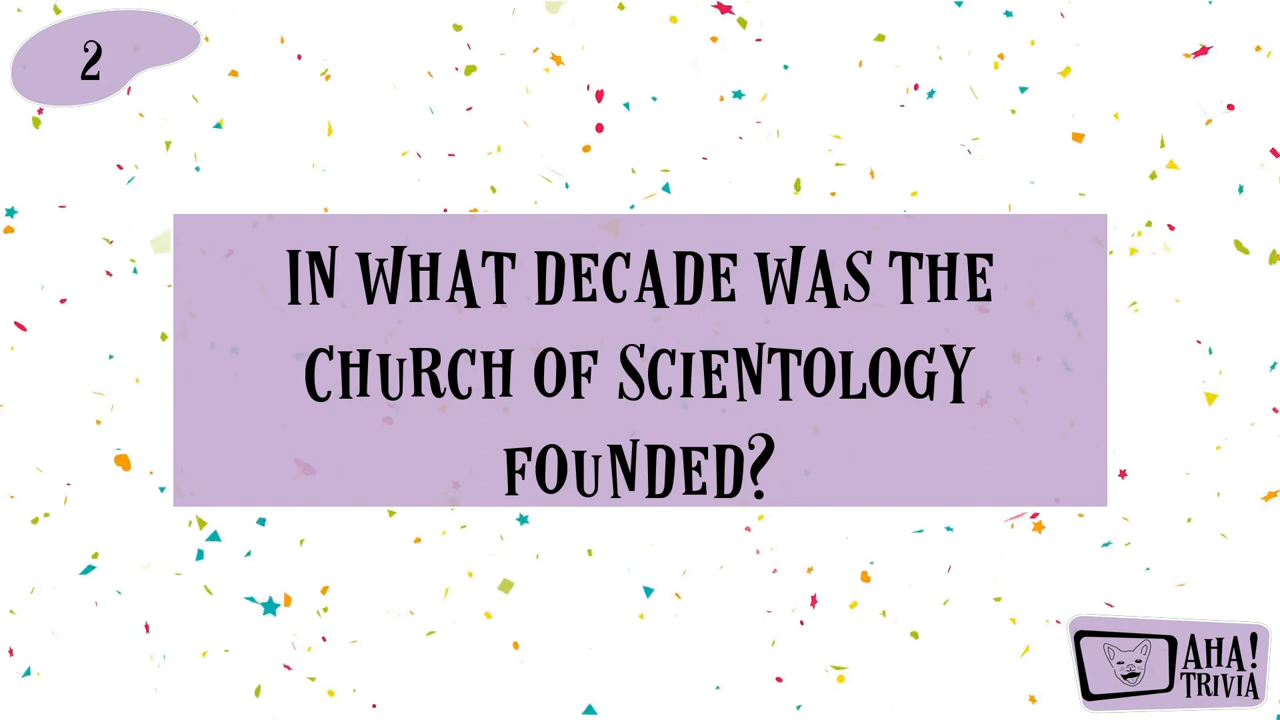 2
IN WHAT DECADE WAS THE
CHURCH OF SCIENTOLOGY
FOUNDED?
AHA!
TRIVIA